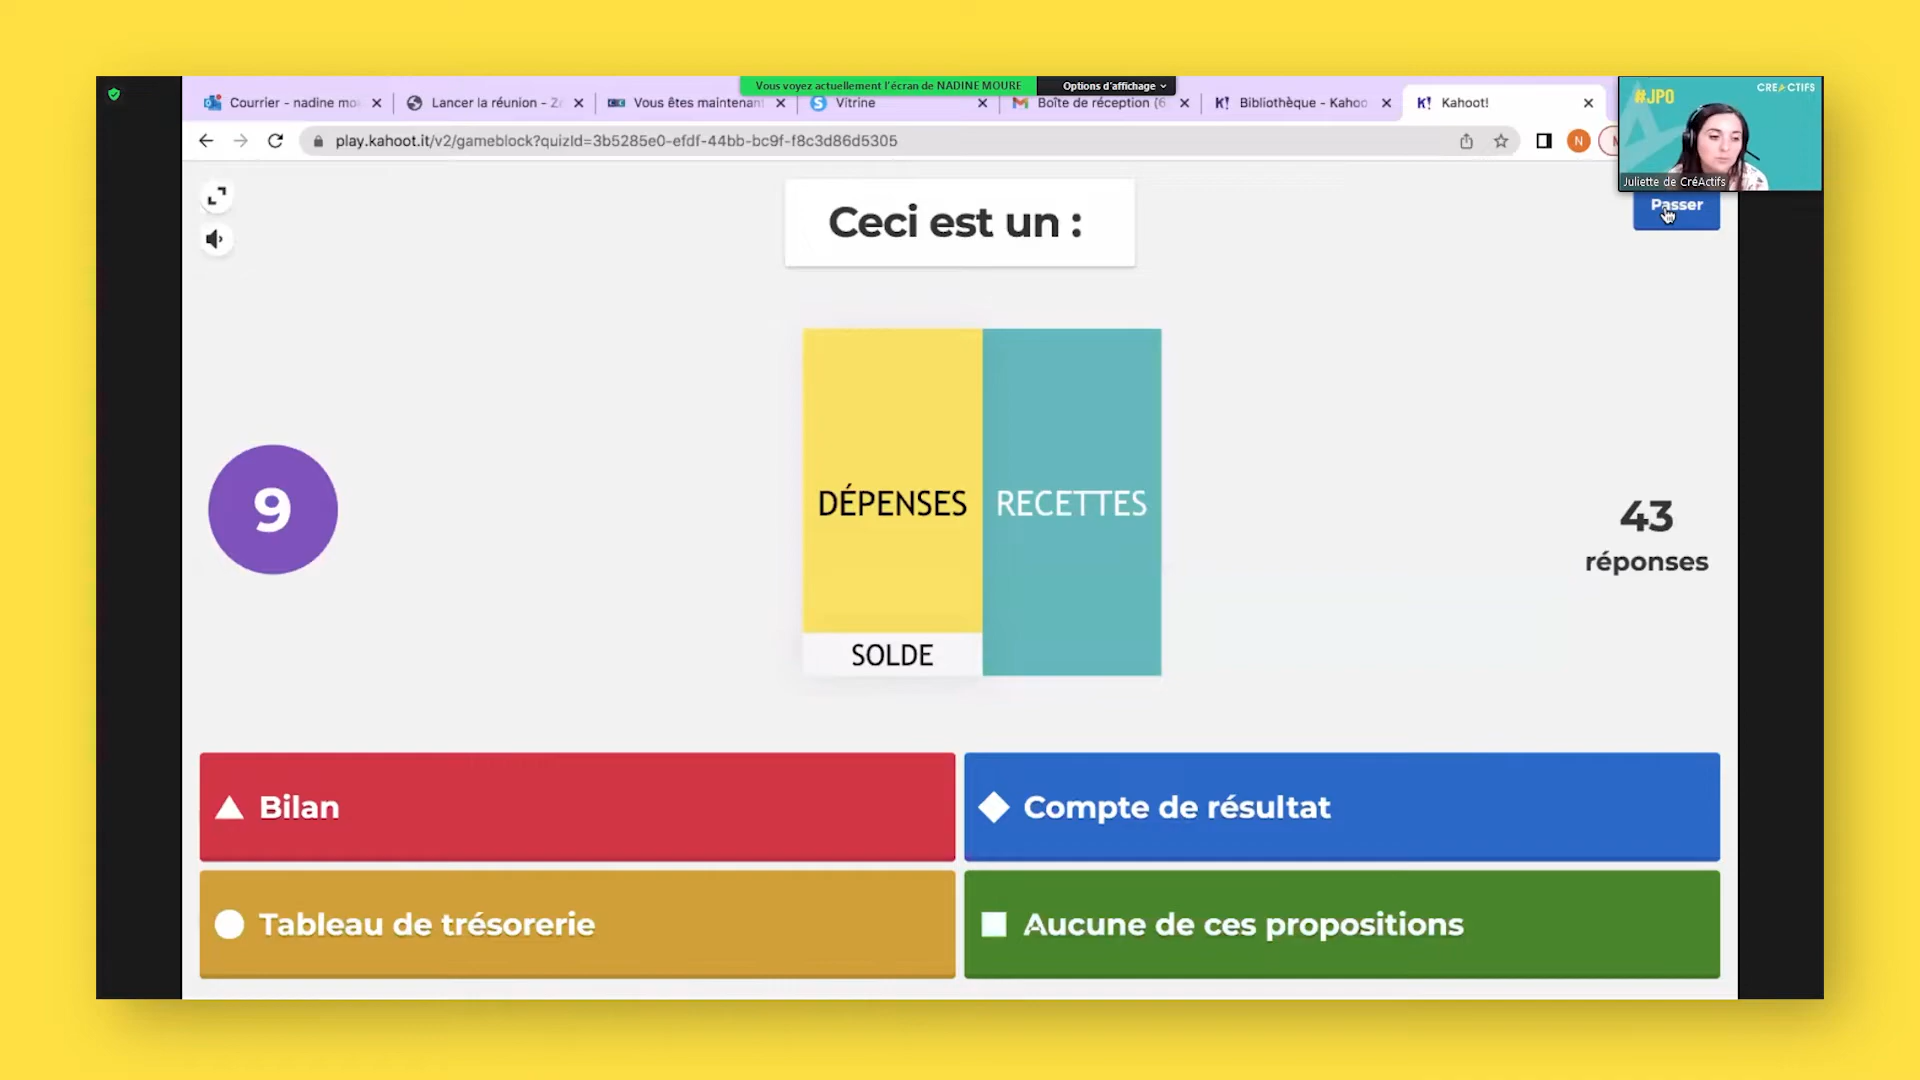 Vous voyez actuellement l'écran de NADINE MOURE
Options d'affichage
Courrier - nadine mo
Lancer la réunion - Z
Vous êtes maintenan
Vitrine
Boîte de réception (6
Bibliothèque - Kahoo
Kahoot!
play.kahoot.it/v2/gameblock?quizId=3b5285e0-efdf-44bb-bc9f-f8c3d86d5305
N
#JPO
CREACTIFS
Juliette de CréActifs
Passer
Ceci est un :
DÉPENSES
RECETTES
SOLDE
9
43
réponses
Bilan
Compte de résultat
Tableau de trésorerie
Aucune de ces propositions